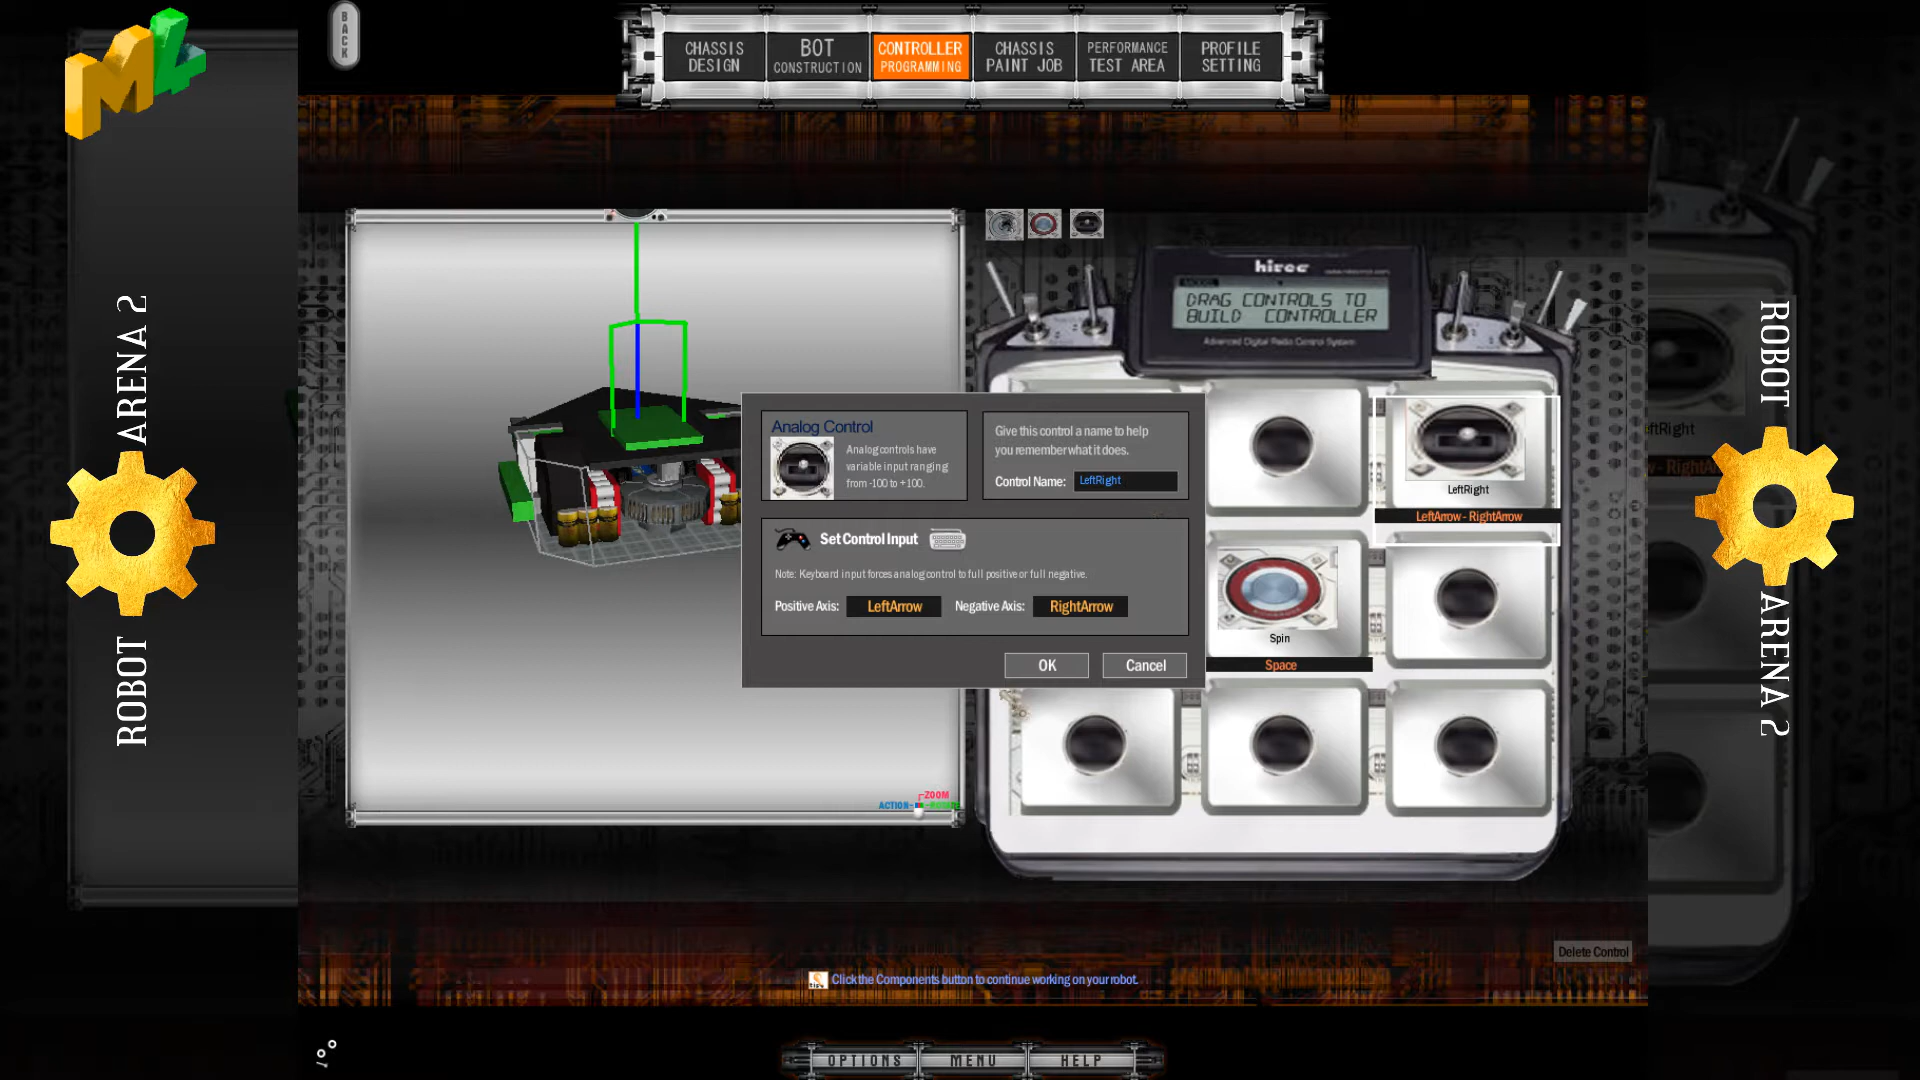 M4
BACK
CHASSIS
DESIGN
BOT
CONSTRUCTION
CONTROLLER
PROGRAMMING
CHASSIS
PAINT JOB
PERFORMANCE
TEST AREA
PROFILE
SETTING
ROBOT ARENA 2
ROBOT ARENA 2
DRAG CONTROLS TO
BUILD CONTROLLER
Advanced Digital Radio Control System
Analog Control
Analog controls have
variable input ranging
from -100 to +100.
Give this control a name to help
you remember what it does.
Control Name: LeftRight
Set Control Input
Note: Keyboard input forces analog control to full positive or full negative.
Positive Axis: LeftArrow Negative Axis: RightArrow
OK Cancel
LeftRight
LeftArrow - RightArrow
Spin
Space
ZOOM
ACTION
Delete Control
Click the Components button to continue working on your robot.
OPTIONS MENU HELP